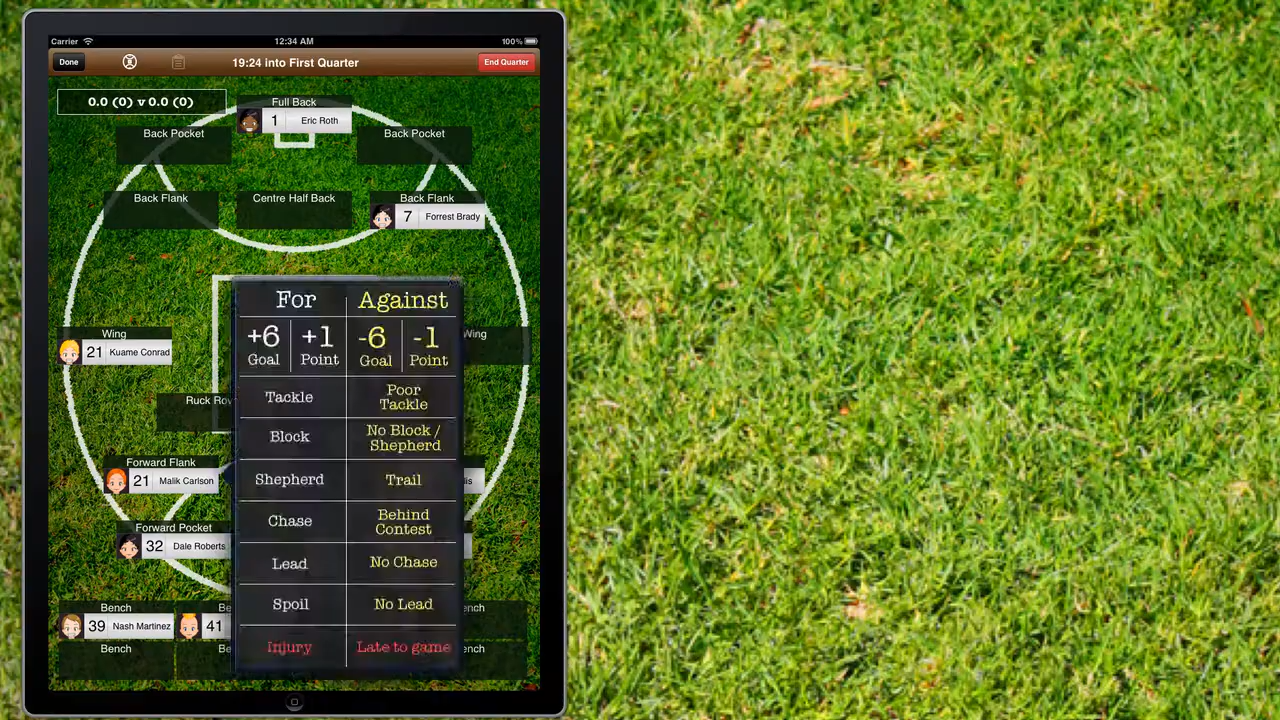 Carrier 12:34 AM 100%
Done 19:24 into First Quarter End Quarter
0.0 (0) v 0.0 (0)
Full Back
1 Eric Roth
Back Pocket Back Pocket
Back Flank Centre Half Back Back Flank
7 Forrest Brady
For Against
+6 +1 -6 -1
Goal Point Goal Point
Wing Wing
21 Kuame Conrad
Tackle Poor
Tackle
Ruck Rov
Block No Block /
Shepherd
Forward Flank
21 Malik Carlson
Shepherd Trail
Chase Behind
Contest
Forward Pocket
32 Dale Roberts
Lead No Chase
Spoil No Lead
Bench
39 Nash Martinez 41
Injury Late to game
Bench